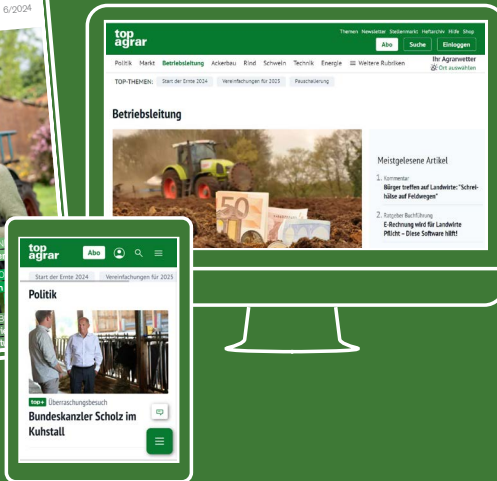 6/2024
top
agrar
Themen Newsletter Stellenmarkt Heftarchiv Hilfe Shop
Abo Suche Einloggen
Politik Markt Betriebsleitung Ackerbau Rind Schwein Technik Energie Weitere Rubriken
Ihr Agrarwetter
Ort auswählen
TOP-THEMEN: Start der Ernte 2024 Vereinfachungen für 2025 Pauschalierung
Betriebsleitung
50
Meistgelesene Artikel
1. Kommentar
Bürger treffen auf Landwirte: "Schrei-
hälse auf Feldwegen"
2. Ratgeber Buchführung
E-Rechnung wird für Landwirte
Pflicht – Diese Software hilft!
top
agrar
Abo
Start der Ernte 2024 Vereinfachungen für 2025
Politik
top+ Überraschungsbesuch
Bundeskanzler Scholz im
Kuhstall